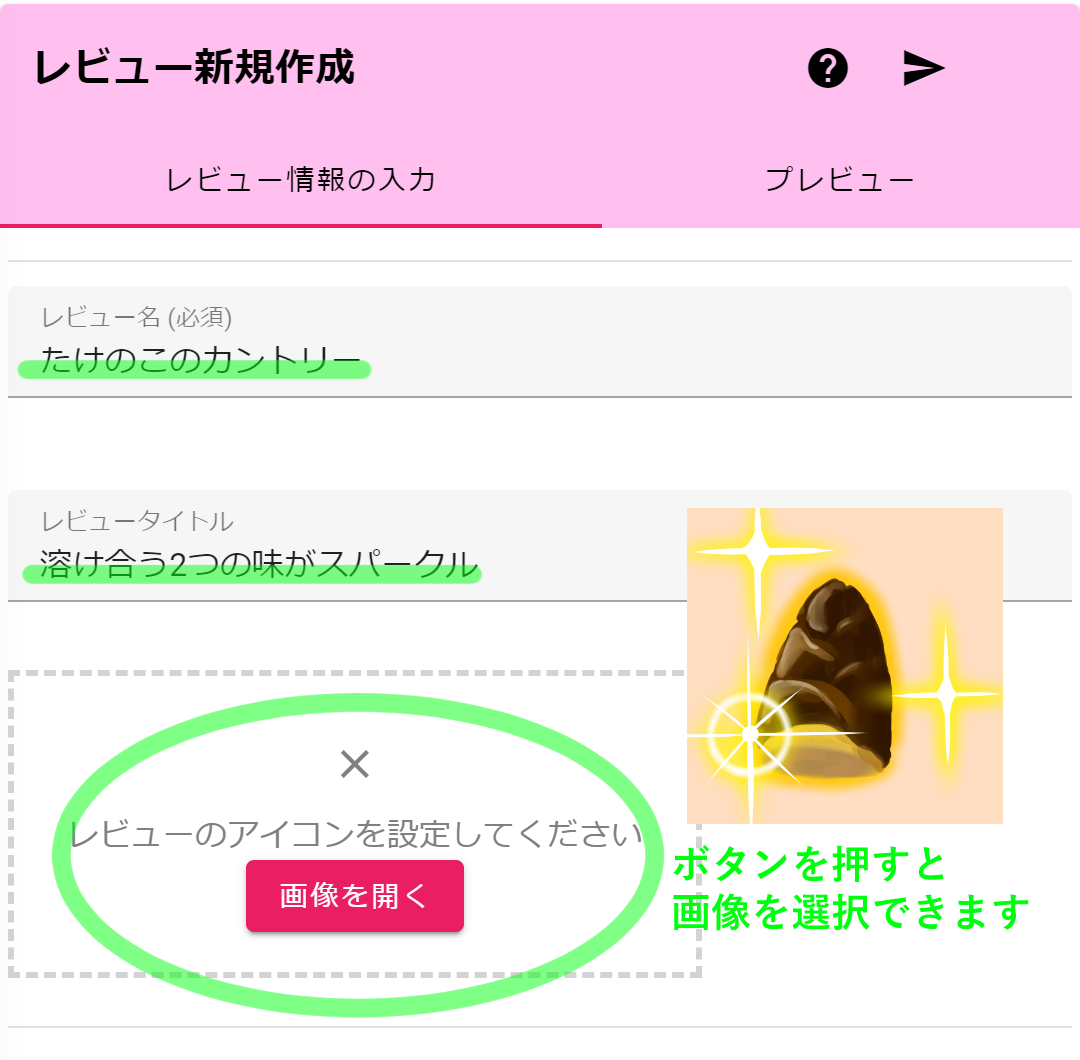 レビュー新規作成
レビュー情報の入力
プレビュー
レビュー名 (必須)
たけのこのカントリー
レビュータイトル
溶け合う2つの味がスパークル
レビューのアイコンを設定してください
画像を開く
ボタンを押すと
画像を選択できます